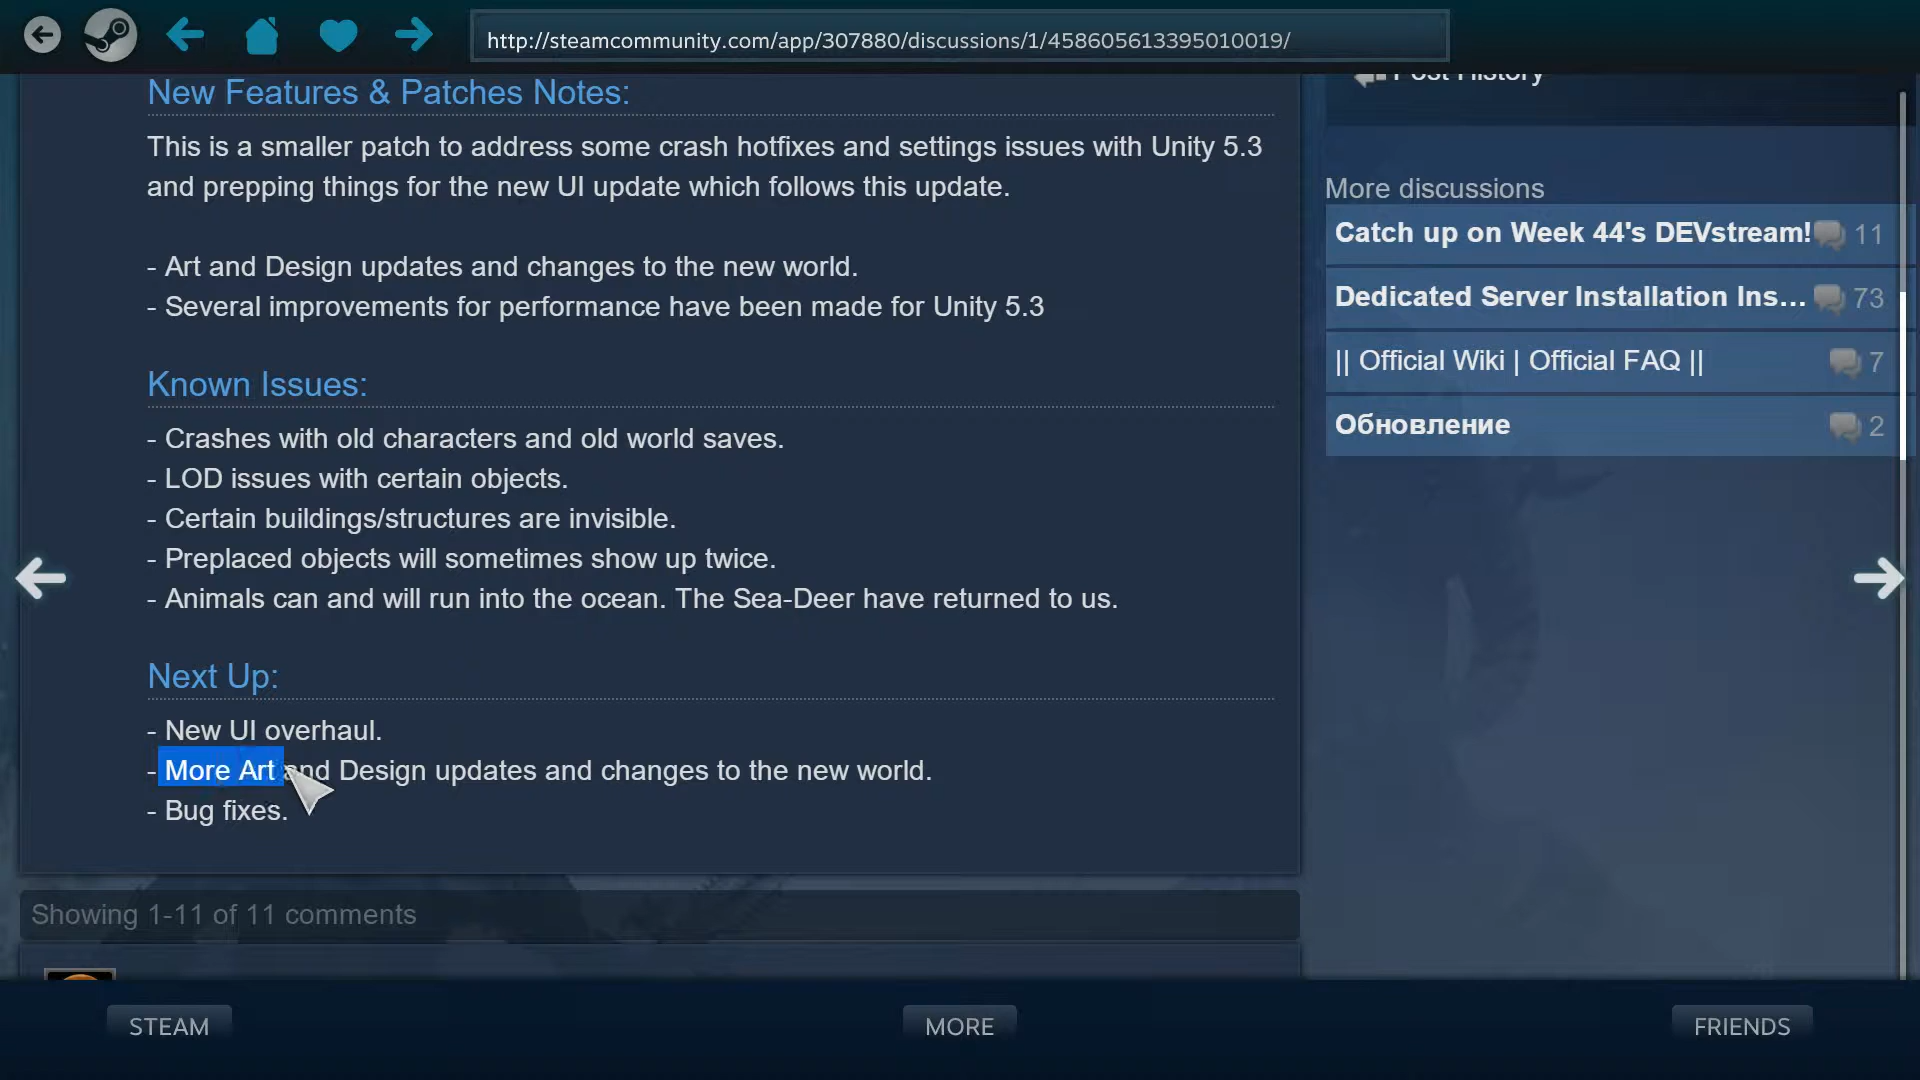 http://steamcommunity.com/app/307880/discussions/1/458605613395010019/
New Features & Patches Notes:
This is a smaller patch to address some crash hotfixes and settings issues with Unity 5.3
and prepping things for the new UI update which follows this update.
- Art and Design updates and changes to the new world.
- Several improvements for performance have been made for Unity 5.3
Known Issues:
- Crashes with old characters and old world saves.
- LOD issues with certain objects.
- Certain buildings/structures are invisible.
- Preplaced objects will sometimes show up twice.
- Animals can and will run into the ocean. The Sea-Deer have returned to us.
Next Up:
- New UI overhaul.
- More Art and Design updates and changes to the new world.
- Bug fixes.
Showing 1-11 of 11 comments
Post History
More discussions
Catch up on Week 44's DEVstream! 11
Dedicated Server Installation Ins... 73
|| Official Wiki | Official FAQ || 7
Обновление 2
STEAM
MORE
FRIENDS